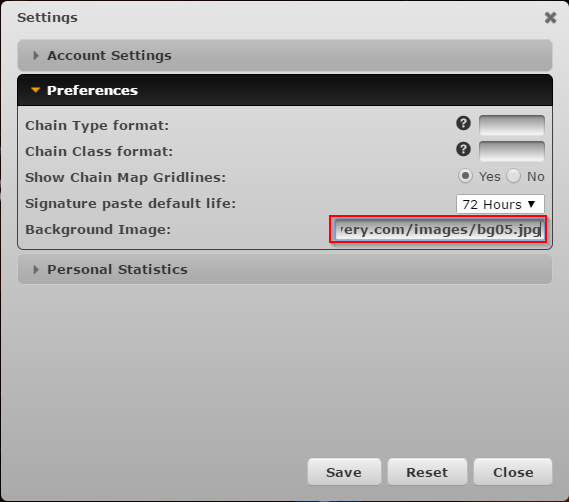 Settings
Account Settings
Preferences
Chain Type format:
Chain Class format:
Show Chain Map Gridlines: Yes No
Signature paste default life: 72 Hours
Background Image: ery.com/images/bg05.jpg
Personal Statistics
Save Reset Close